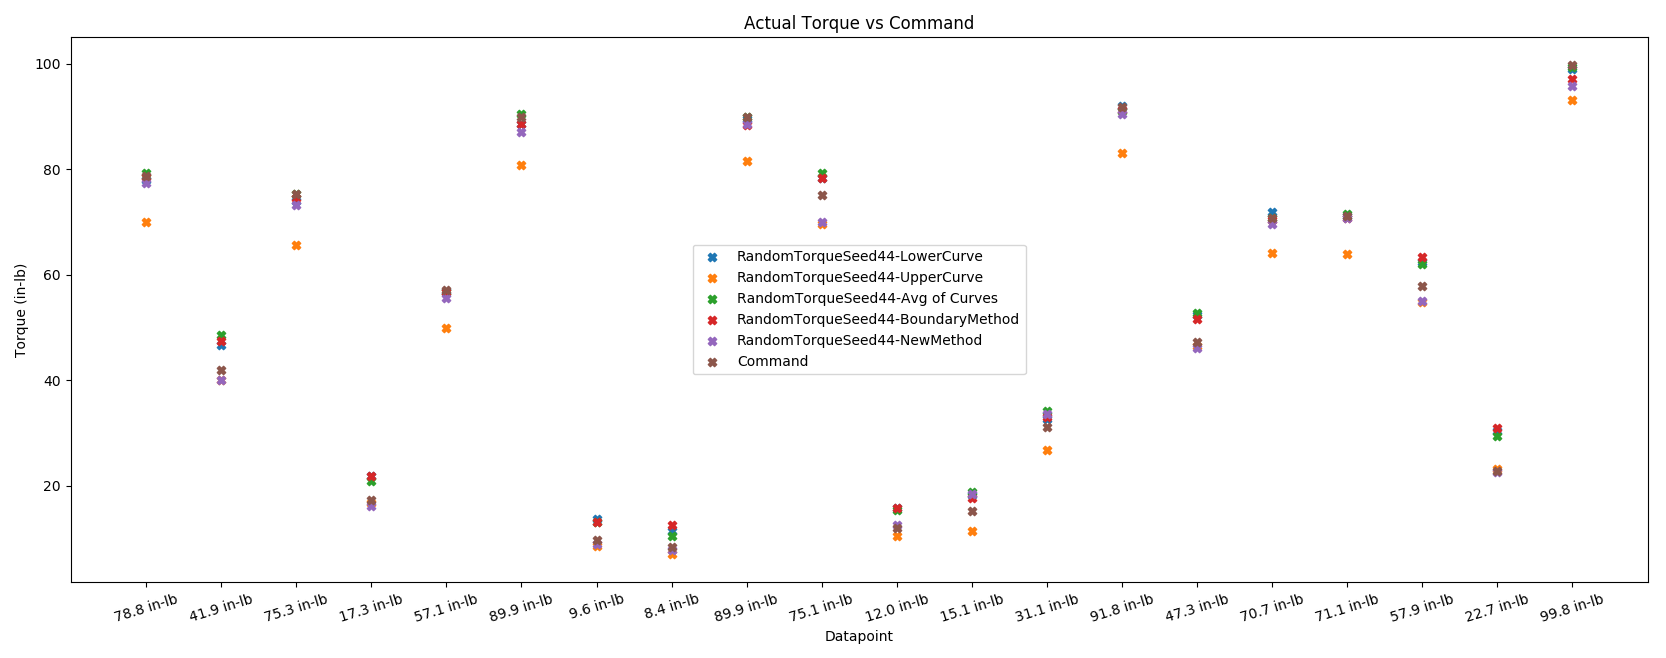 Actual Torque vs Command
100
80
60
40
20
Torque (in-lb)
RandomTorqueSeed44-LowerCurve
RandomTorqueSeed44-UpperCurve
RandomTorqueSeed44-Avg of Curves
RandomTorqueSeed44-BoundaryMethod
RandomTorqueSeed44-NewMethod
Command
78.8 in-lb 41.9 in-lb 75.3 in-lb 17.3 in-lb 57.1 in-lb 89.9 in-lb 9.6 in-lb 8.4 in-lb 89.9 in-lb 75.1 in-lb 12.0 in-lb 15.1 in-lb 31.1 in-lb 91.8 in-lb 47.3 in-lb 70.7 in-lb 71.1 in-lb 57.9 in-lb 22.7 in-lb 99.8 in-lb
Datapoint